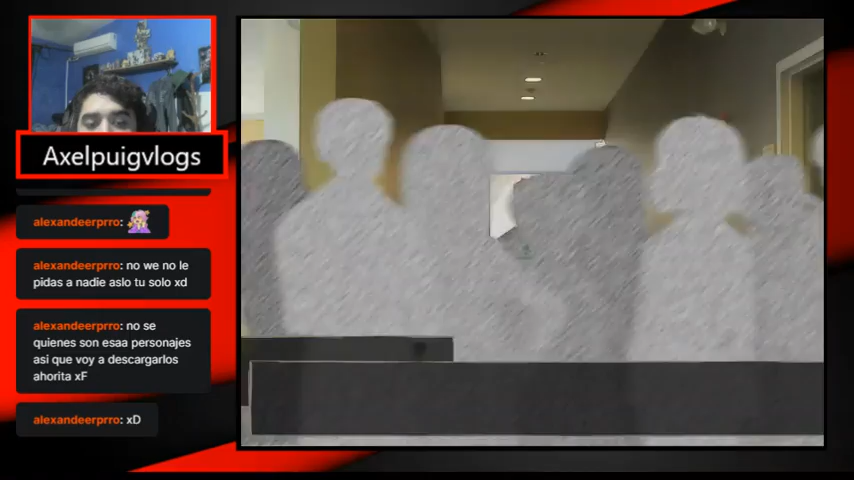 Axelpuigvlogs
alexandeerprro:
alexandeerprro: no we no le
pidas a nadie aslo tu solo xd
alexandeerprro: no se
quienes son esaa personajes
asi que voy a descargarlos
ahorita xF
alexandeerprro: xD